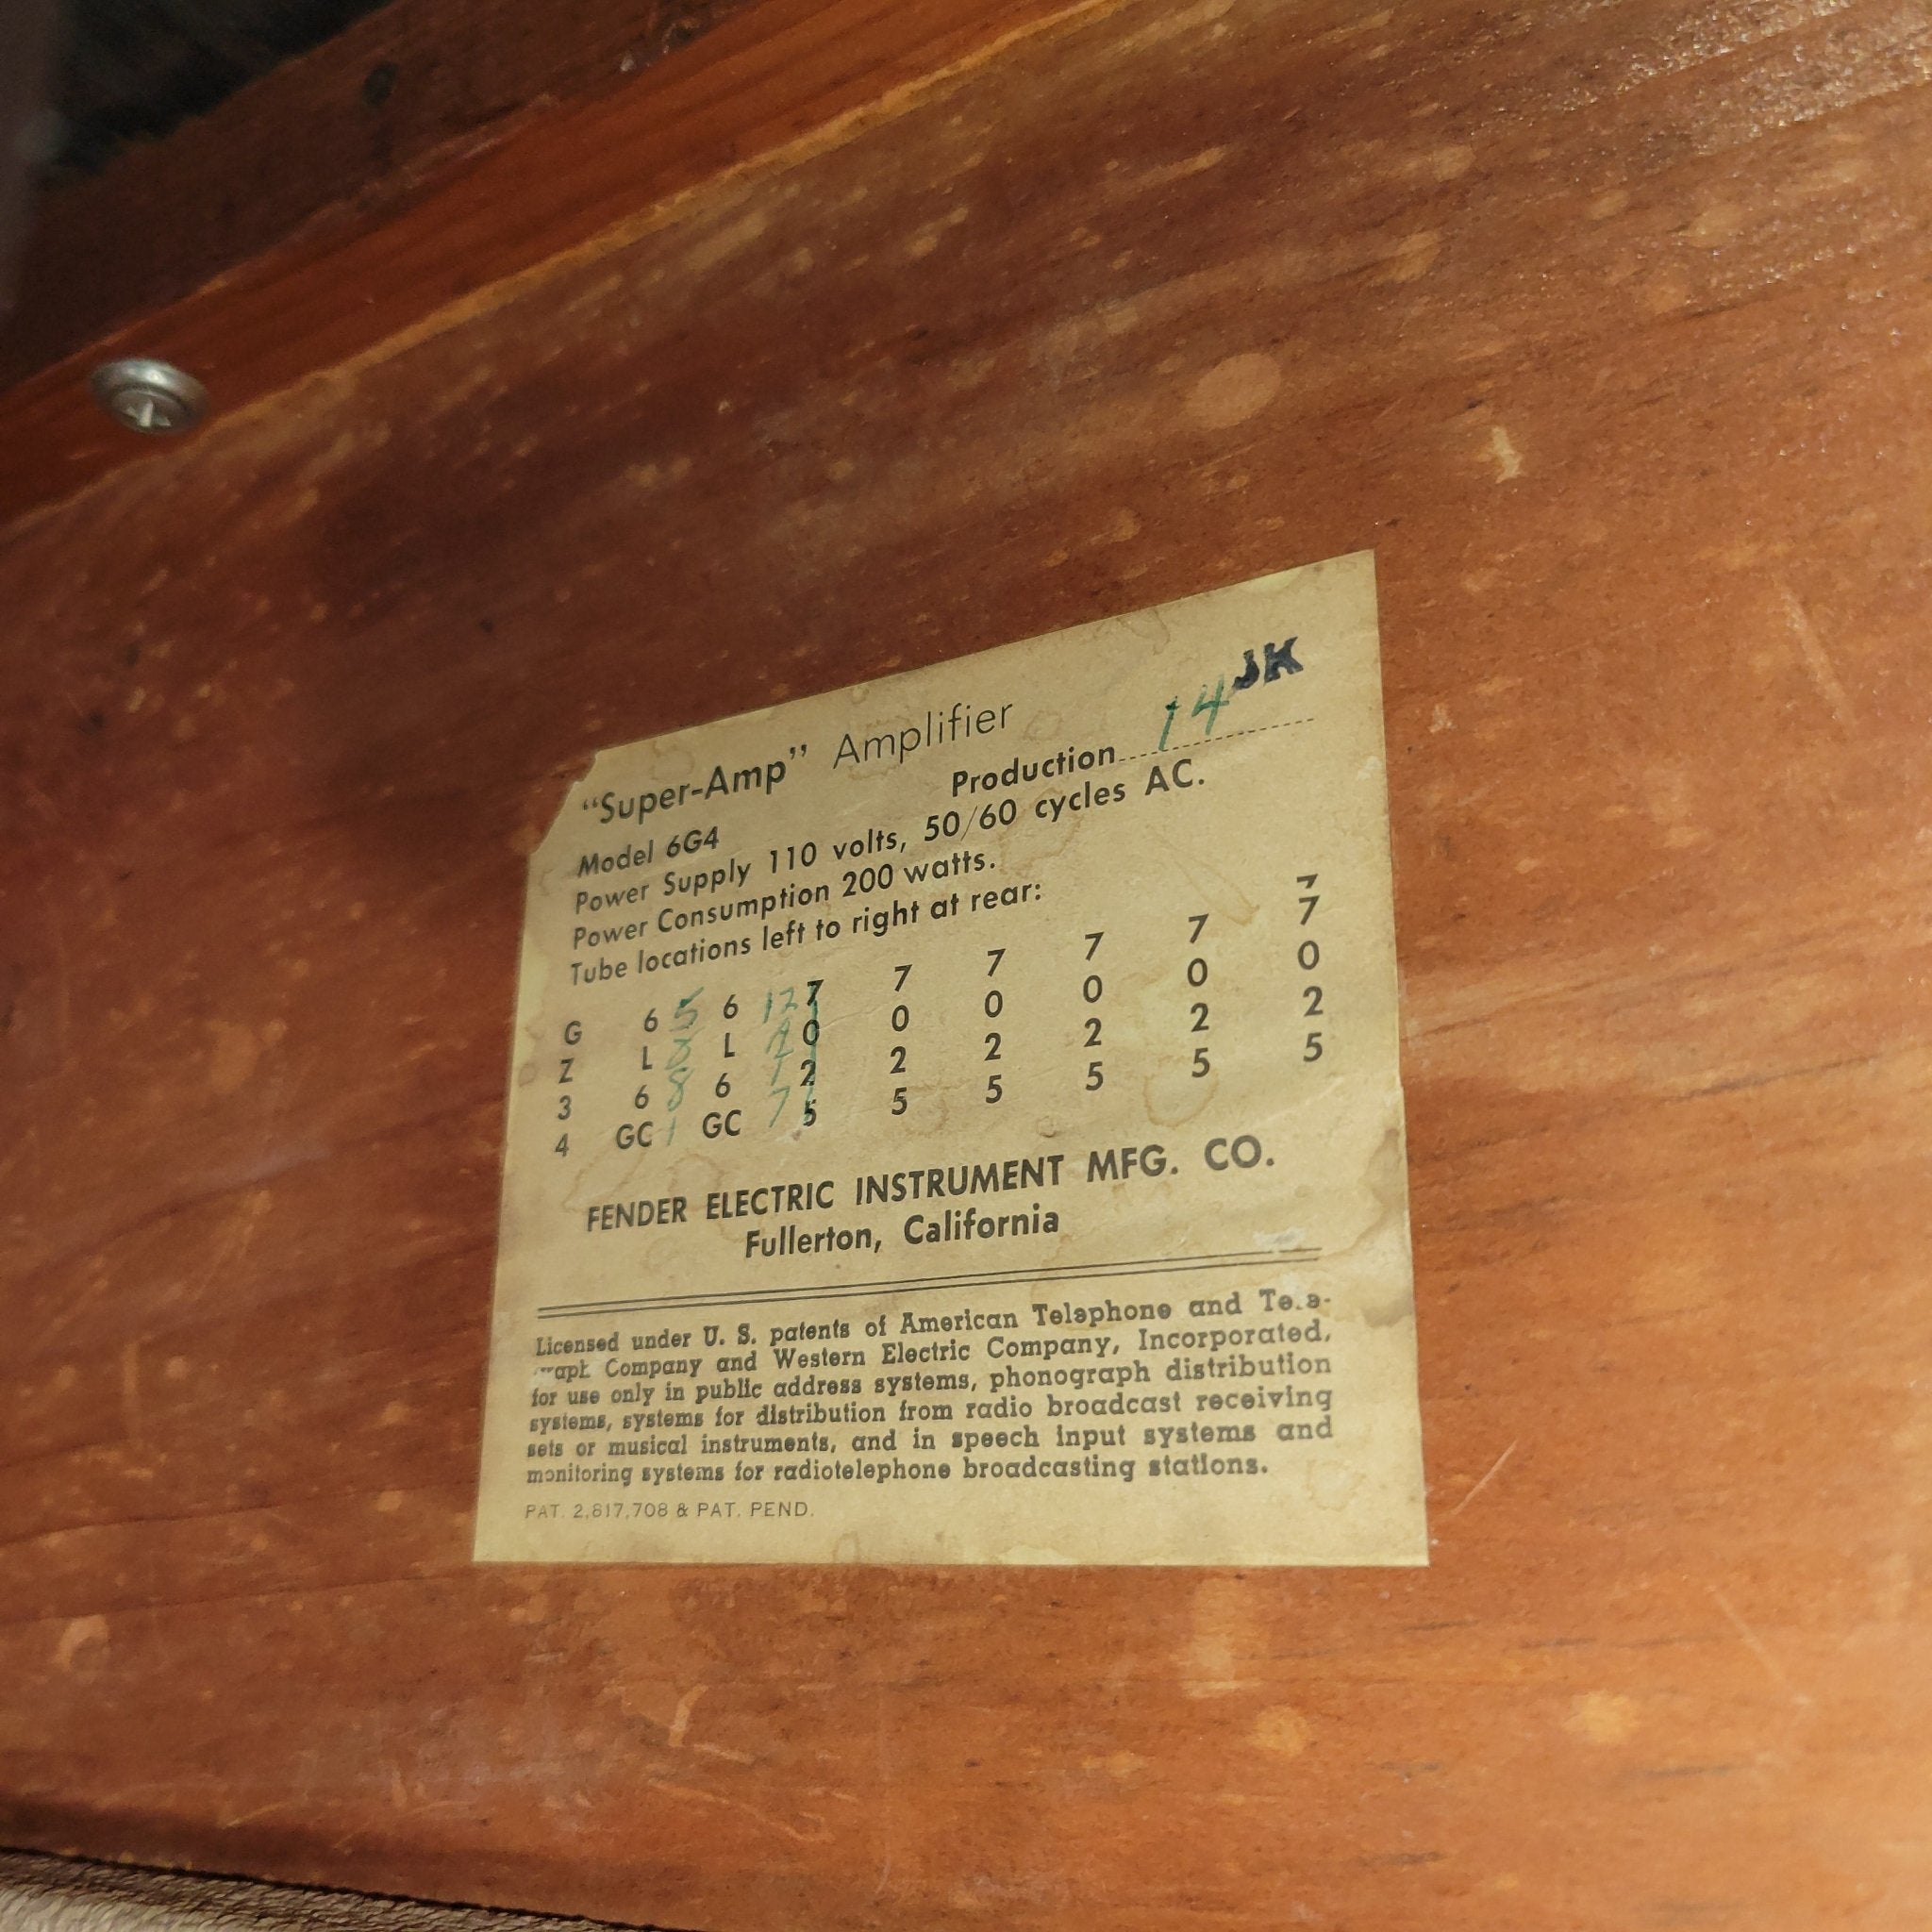 JK
"Super-Amp" Amplifier
Model 6G4 Production 14
Power Supply 110 volts, 50/60 cycles AC.
Power Consumption 200 watts.
Tube locations left to right at rear:
G 6 5 6 12 7 7 7 7 7 7
Z L 8 L A 0 0 0 0 0 0
3 6 8 6 2 2 2 2 2 2
4 GC 1 GC 7 5 5 5 5 5 5
FENDER ELECTRIC INSTRUMENT MFG. CO.
Fullerton, California
Licensed under U. S. patents of American Telephone and
Company and Western Electric Company, Incorporated,
for use only in public address systems, phonograph distribution
systems, systems for distribution from radio broadcast receiving
sets or musical instruments, and in speech input systems and
monitoring systems for radiotelephone broadcasting stations.
PAT. 2,817,708 & PAT. PEND.